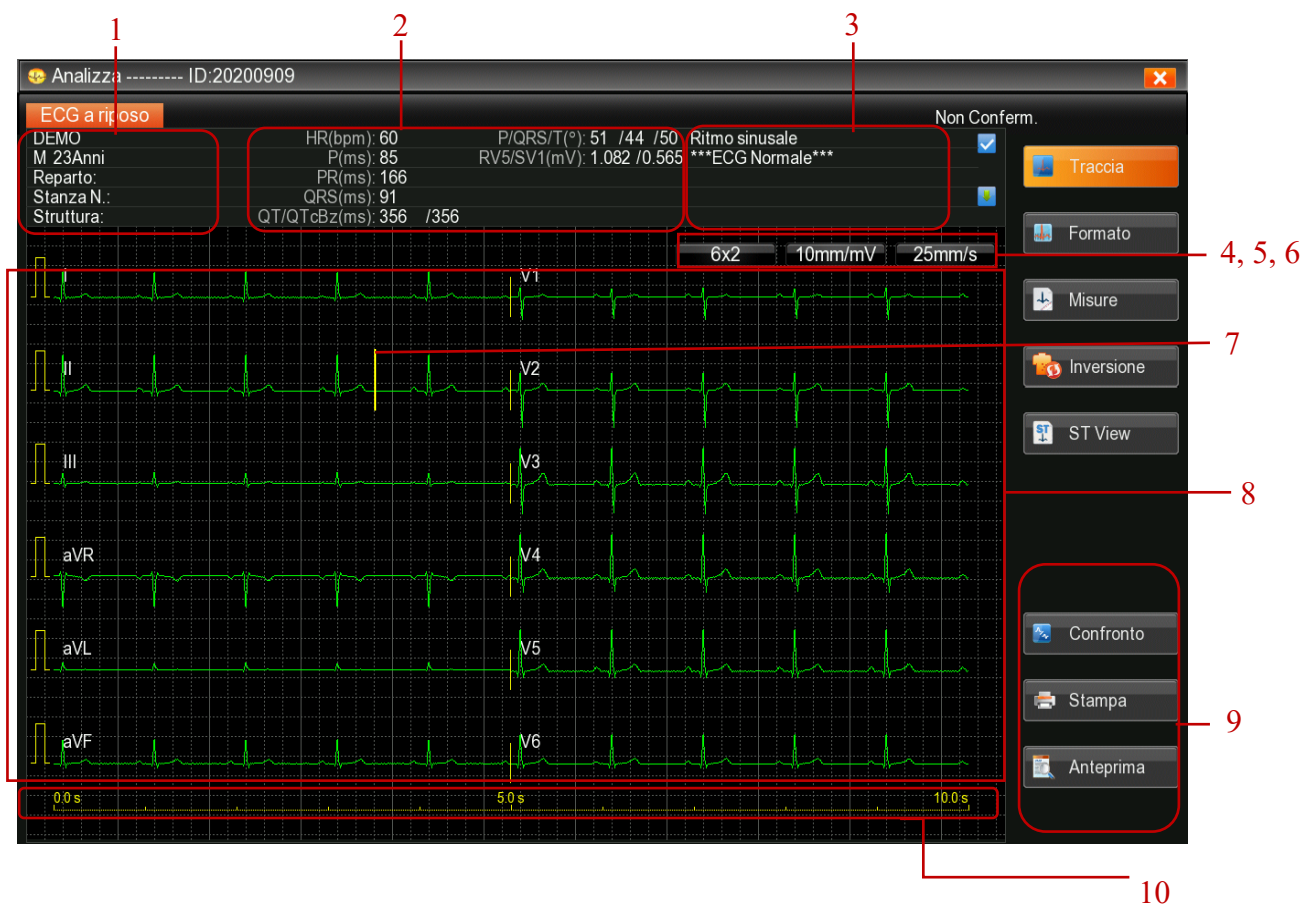 1
2
3
Analizza --------- ID:20200909
ECG a riposo
Non Conferm.
DEMO
M 23Anni
Reparto:
Stanza N.:
Struttura:
HR(bpm): 60
P(ms): 85
PR(ms): 166
QRS(ms): 91
QT/QTcBz(ms): 356 /356
P/QRS/T(°): 51 /44 /50
RV5/SV1(mV): 1.082 /0.565
Ritmo sinusale
***ECG Normale***
Traccia
Formato
Misure
Inversione
ST View
6x2
10mm/mV
25mm/s
4, 5, 6
7
8
I
V1
II
V2
III
V3
aVR
V4
aVL
V5
aVF
V6
Confronto
Stampa
Anteprima
9
0.0 s
5.0 s
10.0 s
10